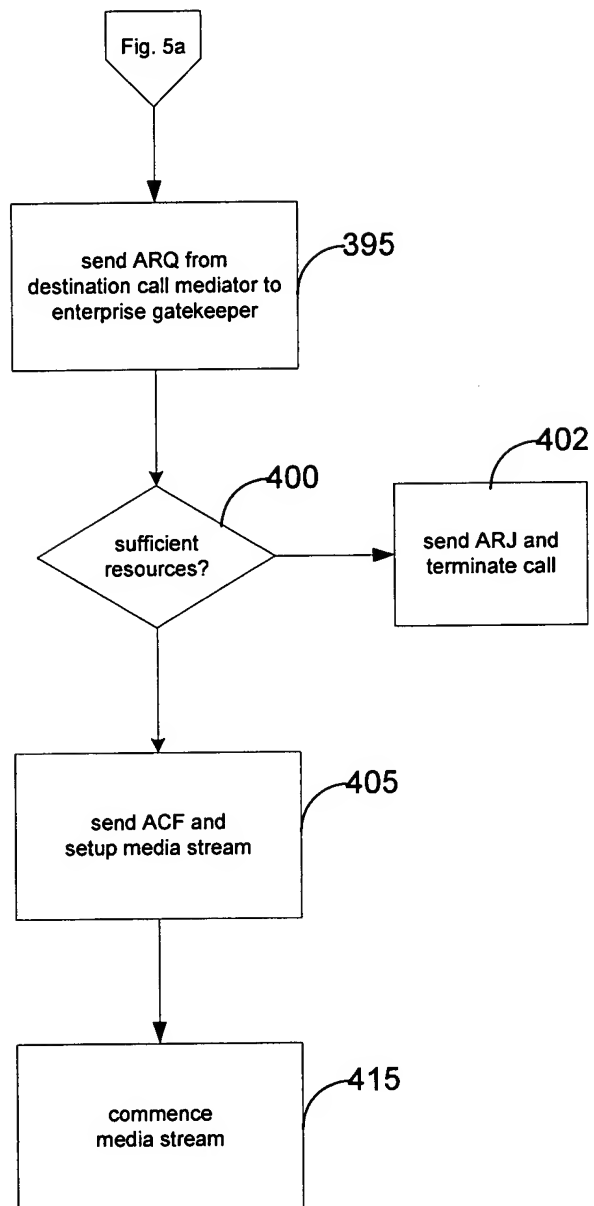 Fig. 5a
send ARQ from
destination call mediator to
enterprise gatekeeper
395
400
sufficient
resources?
402
send ARJ and
terminate call
405
send ACF and
setup media stream
415
commence
media stream